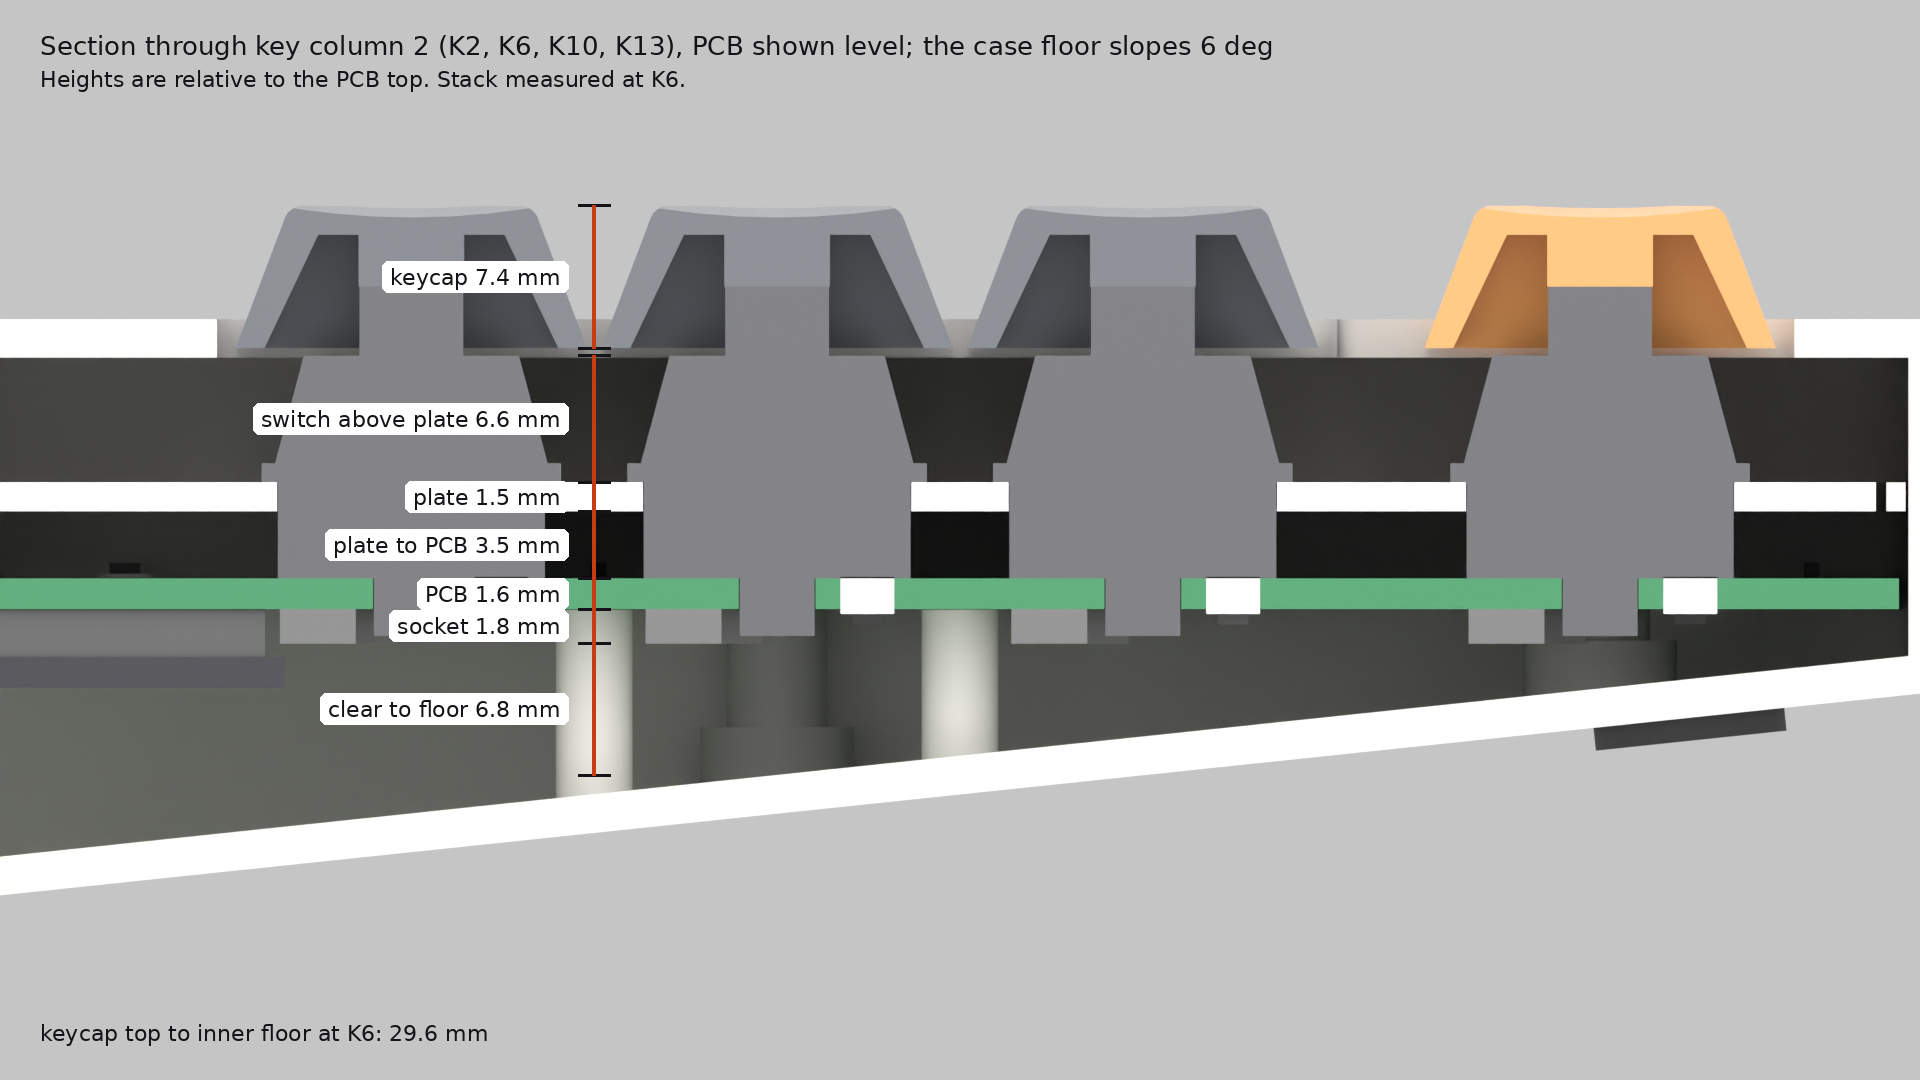 Section through key column 2 (K2, K6, K10, K13), PCB shown level; the case floor slopes 6 deg
Heights are relative to the PCB top. Stack measured at K6.
keycap 7.4 mm
switch above plate 6.6 mm
plate 1.5 mm
plate to PCB 3.5 mm
PCB 1.6 mm
socket 1.8 mm
clear to floor 6.8 mm
keycap top to inner floor at K6: 29.6 mm